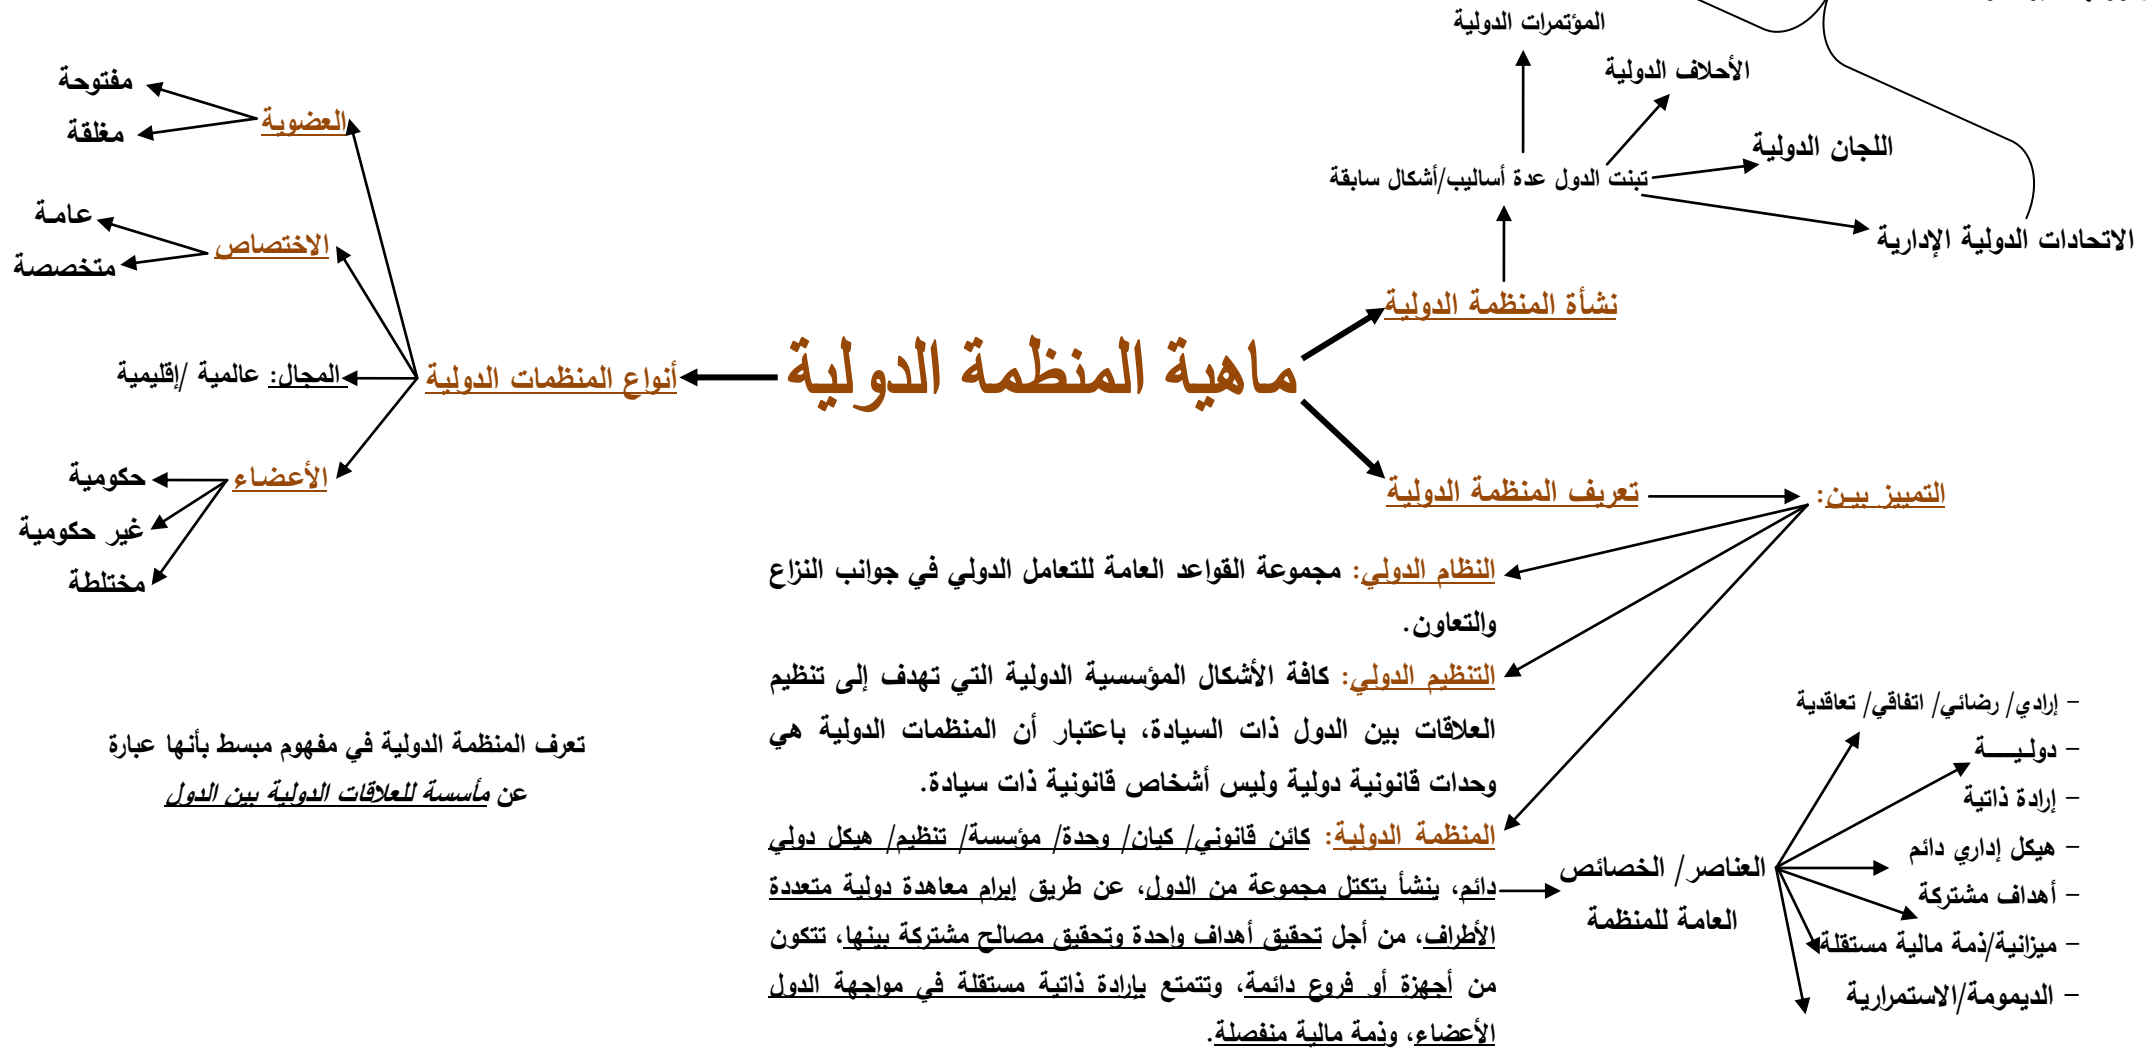 المؤتمرات الدولية
الأحلاف الدولية
اللجان الدولية
تبنت الدول عدة أساليب/أشكال سابقة
الاتحادات الدولية الإدارية
نشأة المنظمة الدولية
ماهية المنظمة الدولية
أنواع المنظمات الدولية
العضوية
مفتوحة
مغلقة
الاختصاص
عامة
متخصصة
المجال: عالمية /إقليمية
الأعضاء
حكومية
غير حكومية
مختلطة
تعريف المنظمة الدولية
التمييز بين:
النظام الدولي: مجموعة القواعد العامة للتعامل الدولي في جوانب النزاع
والتعاون.
التنظيم الدولي: كافة الأشكال المؤسسية الدولية التي تهدف إلى تنظيم
العلاقات بين الدول ذات السيادة، باعتبار أن المنظمات الدولية هي
وحدات قانونية دولية وليس أشخاص قانونية ذات سيادة.
المنظمة الدولية: كائن قانوني/ كيان/ وحدة/ مؤسسة/ تنظيم/ هيكل دولي
دائم، ينشأ بتكتل مجموعة من الدول، عن طريق إبرام معاهدة دولية متعددة
الأطراف، من أجل تحقيق أهداف واحدة وتحقيق مصالح مشتركة بينها، تتكون
من أجهزة أو فروع دائمة، وتتمتع بإرادة ذاتية مستقلة في مواجهة الدول
الأعضاء، وذمة مالية منفصلة.
العناصر/ الخصائص
العامة للمنظمة
– إرادي/ رضائي/ اتفاقي/ تعاقدية
– دوليـــــة
– إرادة ذاتية
– هيكل إداري دائم
– أهداف مشتركة
– ميزانية/ذمة مالية مستقلة
– الديمومة/الاستمرارية
تعرف المنظمة الدولية في مفهوم مبسط بأنها عبارة
عن مأسسة للعلاقات الدولية بين الدول